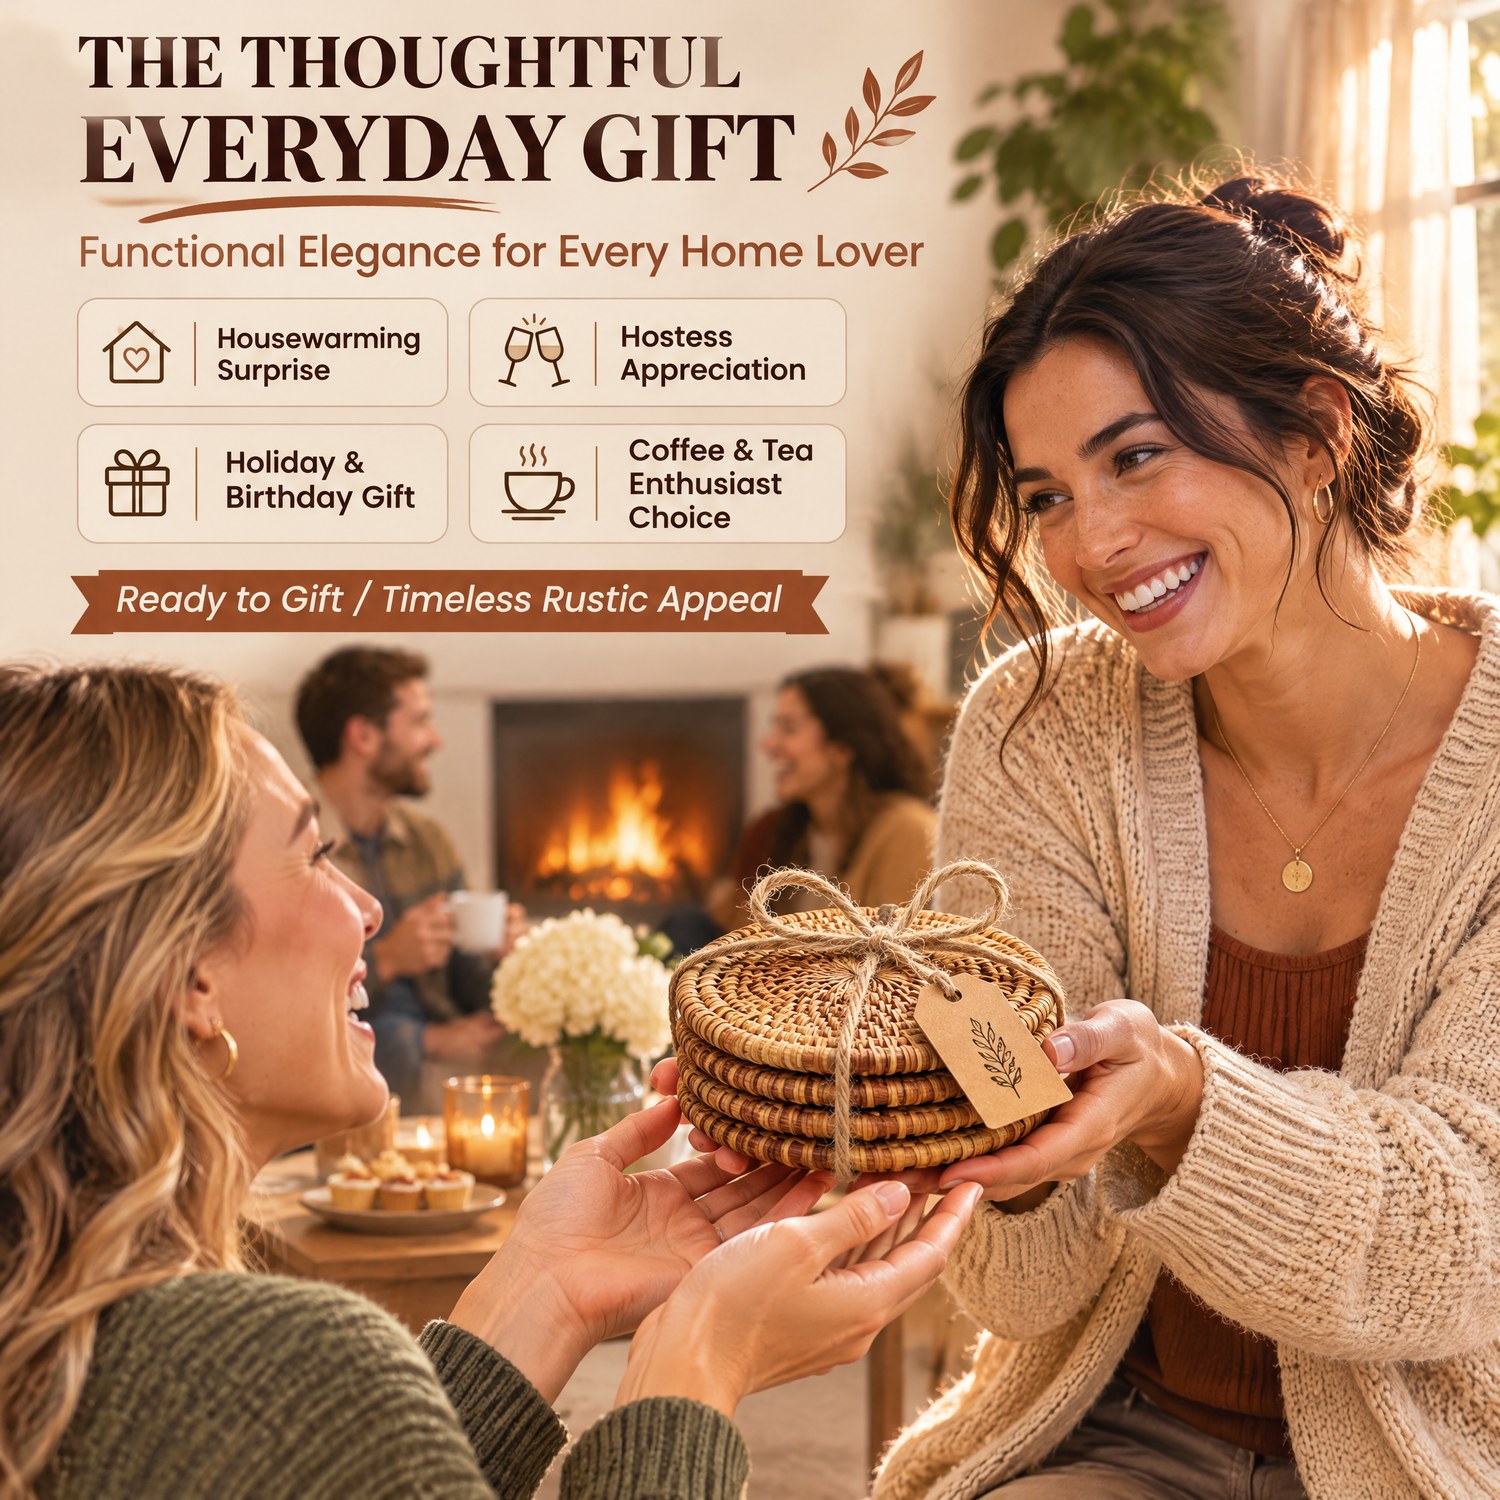 THE THOUGHTFUL
EVERYDAY GIFT
Functional Elegance for Every Home Lover
Housewarming
Surprise
Hostess
Appreciation
Holiday &
Birthday Gift
Coffee & Tea
Enthusiast
Choice
Ready to Gift / Timeless Rustic Appeal